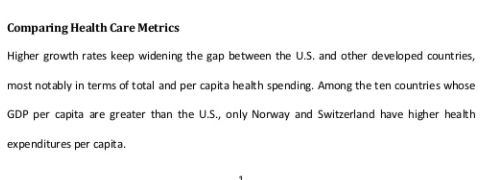 Comparing Health Care Metrics
Higher growth rates keep widening the gap between the U.S. and other developed countries,
most notably in terms of total and per capita health spending. Among the ten countries whose
GDP per capita are greater than the U.S., only Norway and Switzerland have higher health
expenditures per capita.
1